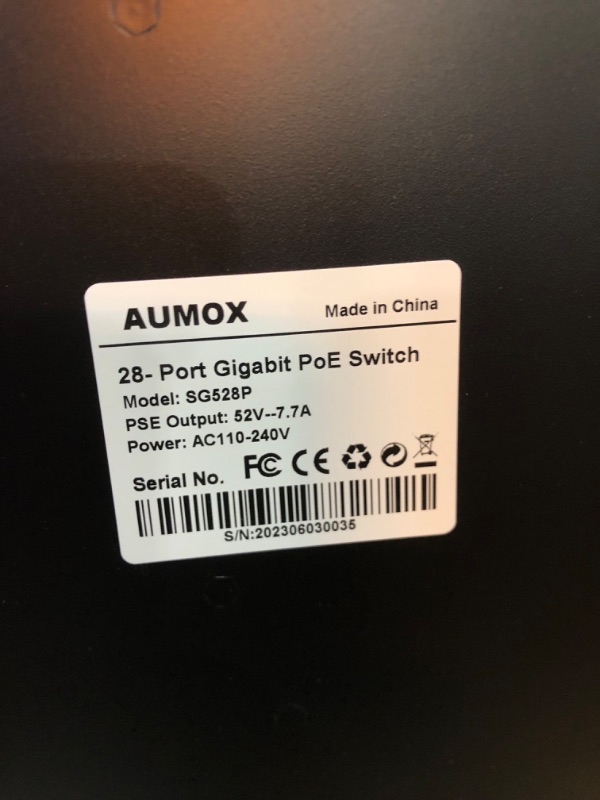 AUMOX
Made in China
28- Port Gigabit PoE Switch
Model: SG528P
PSE Output: 52V--7.7A
Power: AC110-240V
Serial No.
FC CE
S/N:202306030035